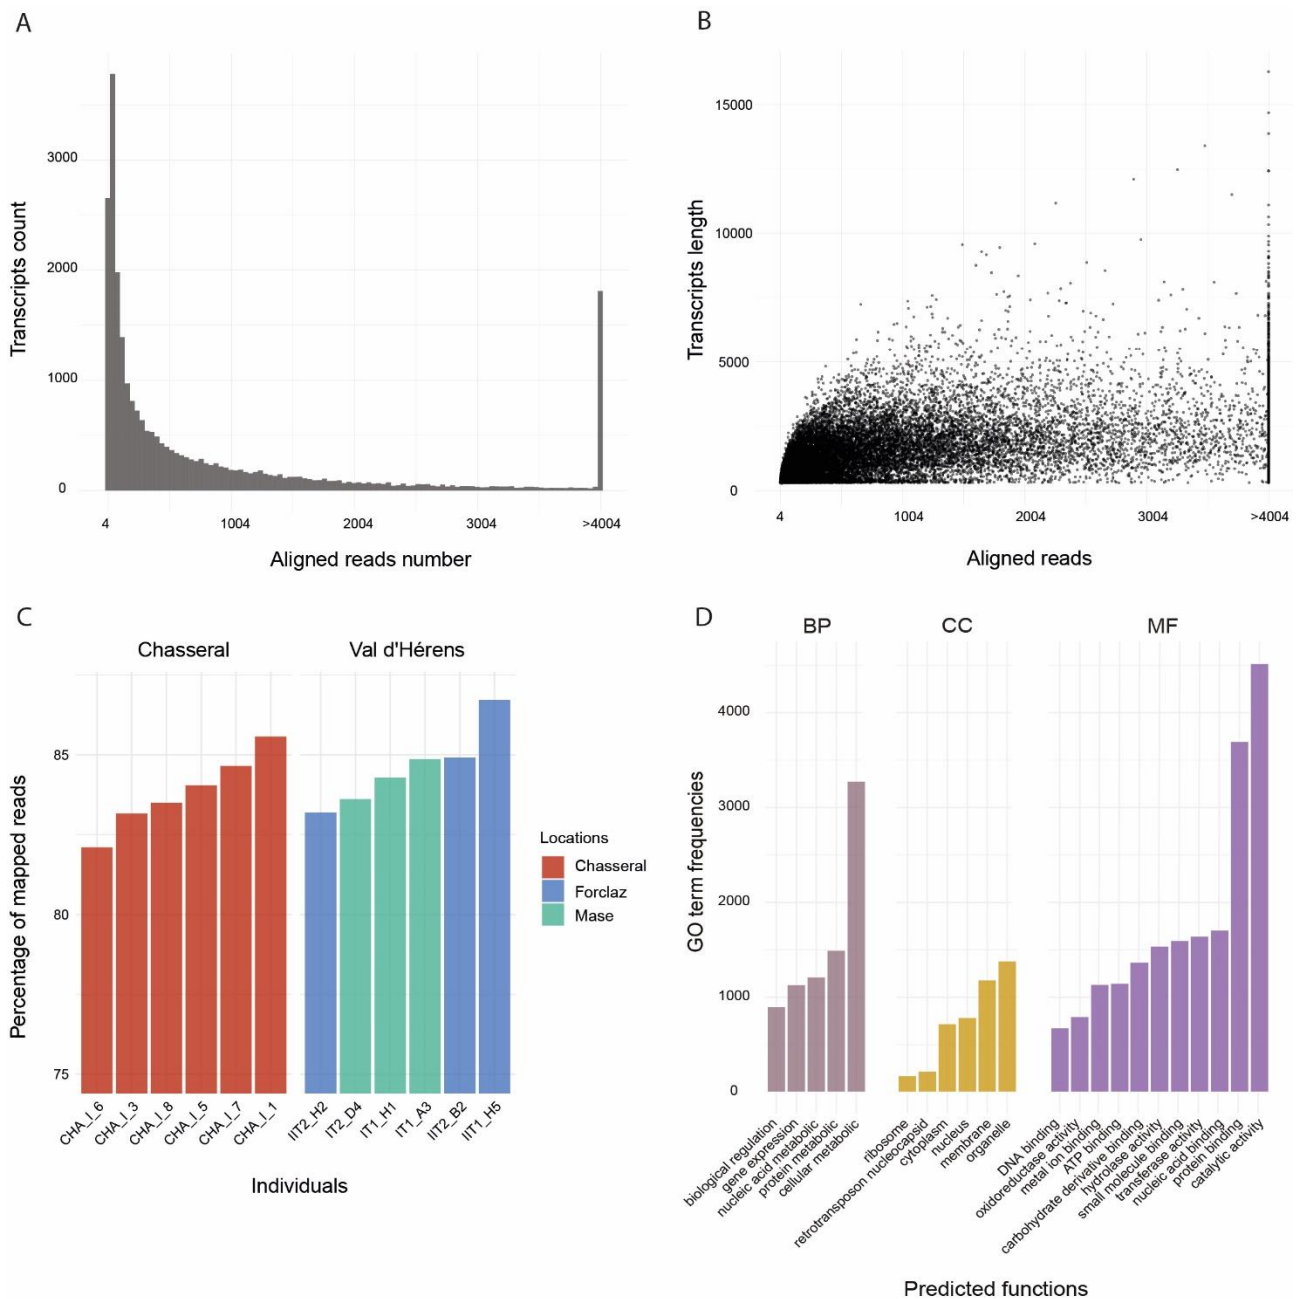 A
Transcripts count
3000
2000
1000
0
4
1004
2004
3004
>4004
Aligned reads number
B
Transcripts length
15000
10000
5000
0
4
1004
2004
3004
>4004
Aligned reads
C
Chasseral
Val d'Hérens
Percentage of mapped reads
85
80
75
CHA_I_6
CHA_I_3
CHA_I_8
CHA_I_5
CHA_I_7
CHA_I_1
IIT2_H2
IT2_D4
IT1_H1
IT1_A3
IIT2_B2
IIT1_H5
Individuals
Locations
Chasseral
Forclaz
Mase
D
BP
CC
MF
GO term frequencies
4000
3000
2000
1000
0
biological regulation
gene expression
nucleic acid metabolic
protein metabolic
cellular metabolic
ribosome
retrotransposon nucleocapsid
cytoplasm
nucleus
membrane
organelle
DNA binding
oxidoreductase activity
metal ion binding
ATP binding
carbohydrate derivative binding
hydrolase activity
small molecule binding
transferase activity
nucleic acid binding
protein binding
catalytic activity
Predicted functions